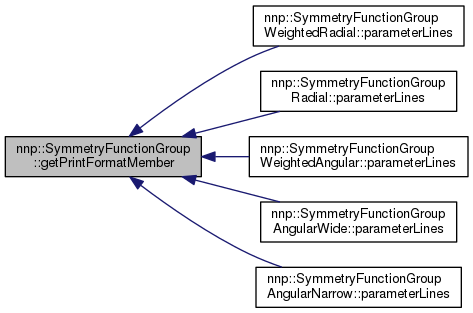 nnp::SymmetryFunctionGroup
WeightedRadial::parameterLines
nnp::SymmetryFunctionGroup
Radial::parameterLines
nnp::SymmetryFunctionGroup
::getPrintFormatMember
nnp::SymmetryFunctionGroup
WeightedAngular::parameterLines
nnp::SymmetryFunctionGroup
AngularWide::parameterLines
nnp::SymmetryFunctionGroup
AngularNarrow::parameterLines